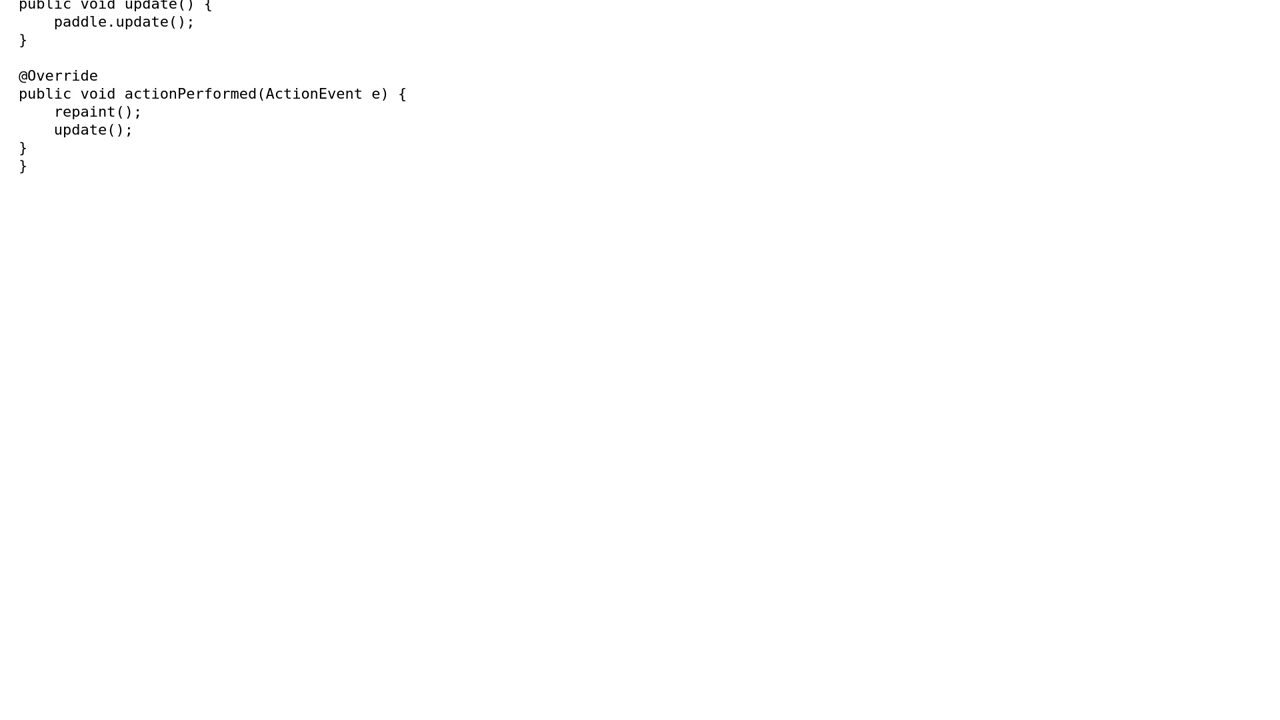 public void update() {
    paddle.update();
}

@Override
public void actionPerformed(ActionEvent e) {
    repaint();
    update();
}
}